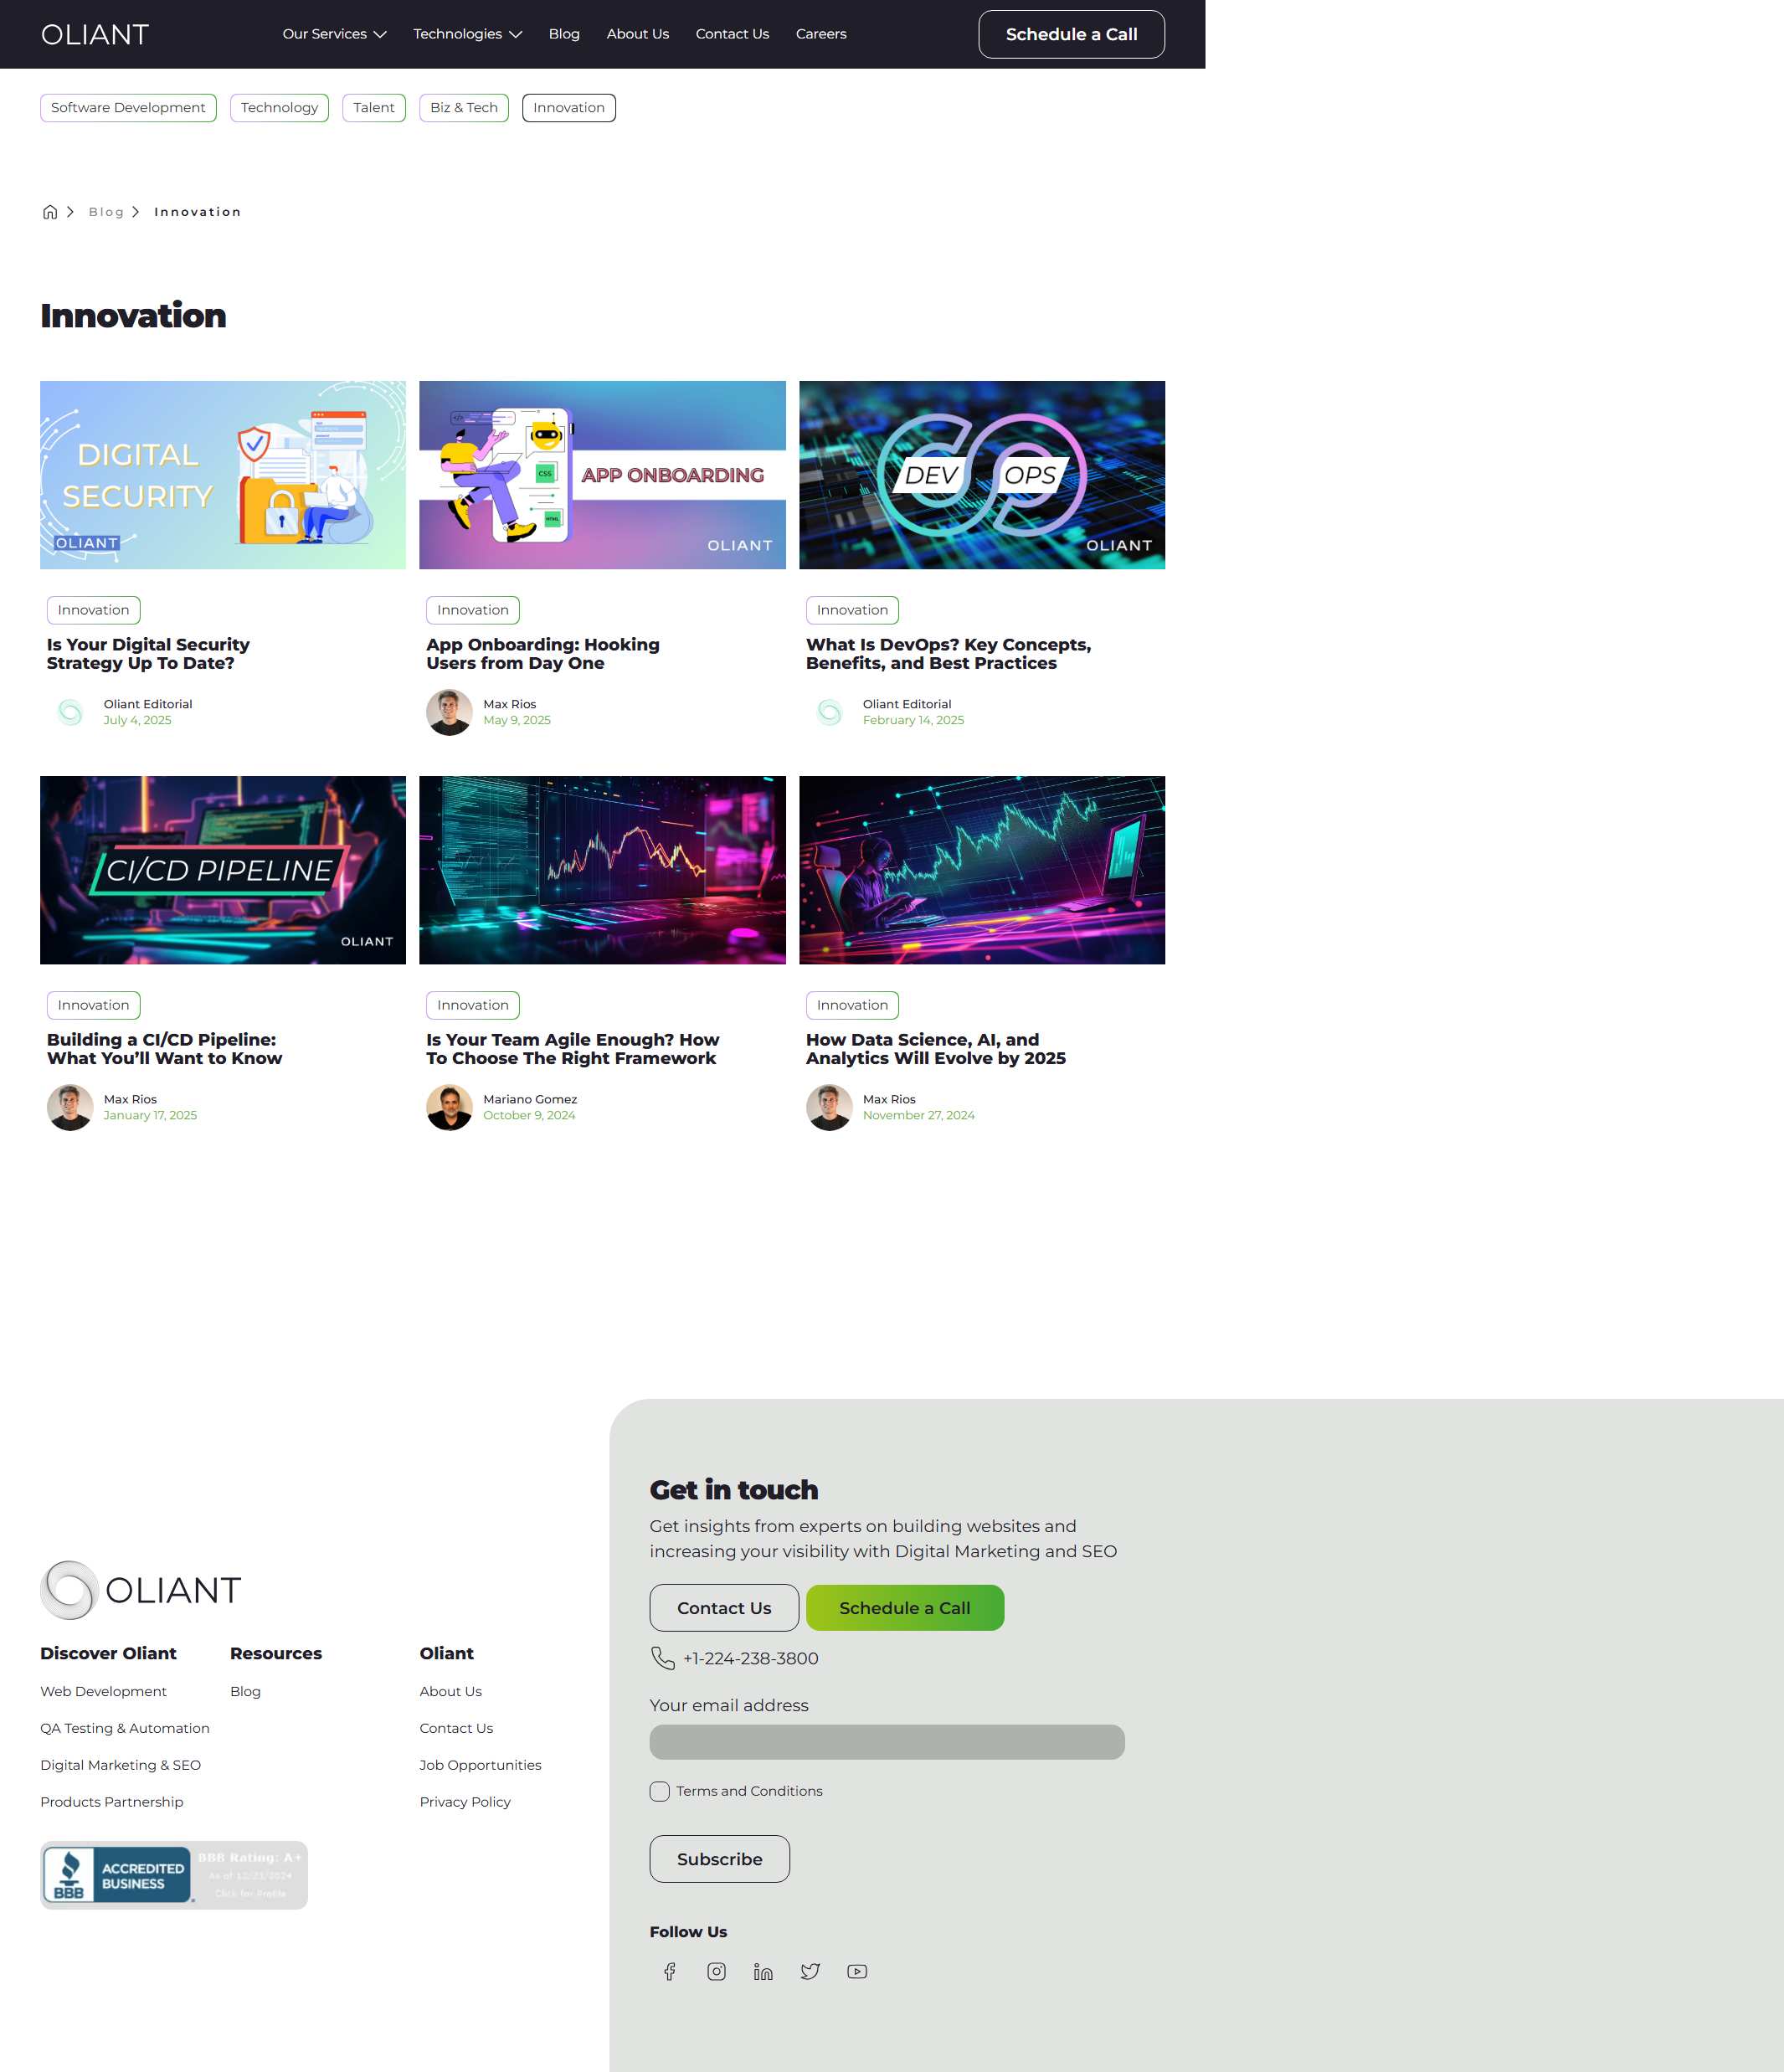 OLIANT
Our Services
Technologies
Blog
About Us
Contact Us
Careers
Schedule a Call
Software Development
Technology
Talent
Biz & Tech
Innovation
Blog
Innovation
Innovation
DIGITAL
SECURITY
OLIANT
CSS
HTML
APP ONBOARDING
OLIANT
DEV OPS
OLIANT
Innovation
Is Your Digital Security
Strategy Up To Date?
Oliant Editorial
July 4, 2025
Innovation
App Onboarding: Hooking
Users from Day One
Max Rios
May 9, 2025
Innovation
What Is DevOps? Key Concepts,
Benefits, and Best Practices
Oliant Editorial
February 14, 2025
CI/CD PIPELINE
OLIANT
Innovation
Building a CI/CD Pipeline:
What You’ll Want to Know
Max Rios
January 17, 2025
Innovation
Is Your Team Agile Enough? How
To Choose The Right Framework
Mariano Gomez
October 9, 2024
Innovation
How Data Science, AI, and
Analytics Will Evolve by 2025
Max Rios
November 27, 2024
OLIANT
Discover Oliant
Web Development
QA Testing & Automation
Digital Marketing & SEO
Products Partnership
Resources
Blog
Oliant
About Us
Contact Us
Job Opportunities
Privacy Policy
BBB
ACCREDITED
BUSINESS
BBB Rating: A+
As of 12/23/2024
Click for Profile
Get in touch
Get insights from experts on building websites and
increasing your visibility with Digital Marketing and SEO
Contact Us
Schedule a Call
+1-224-238-3800
Your email address
Terms and Conditions
Subscribe
Follow Us